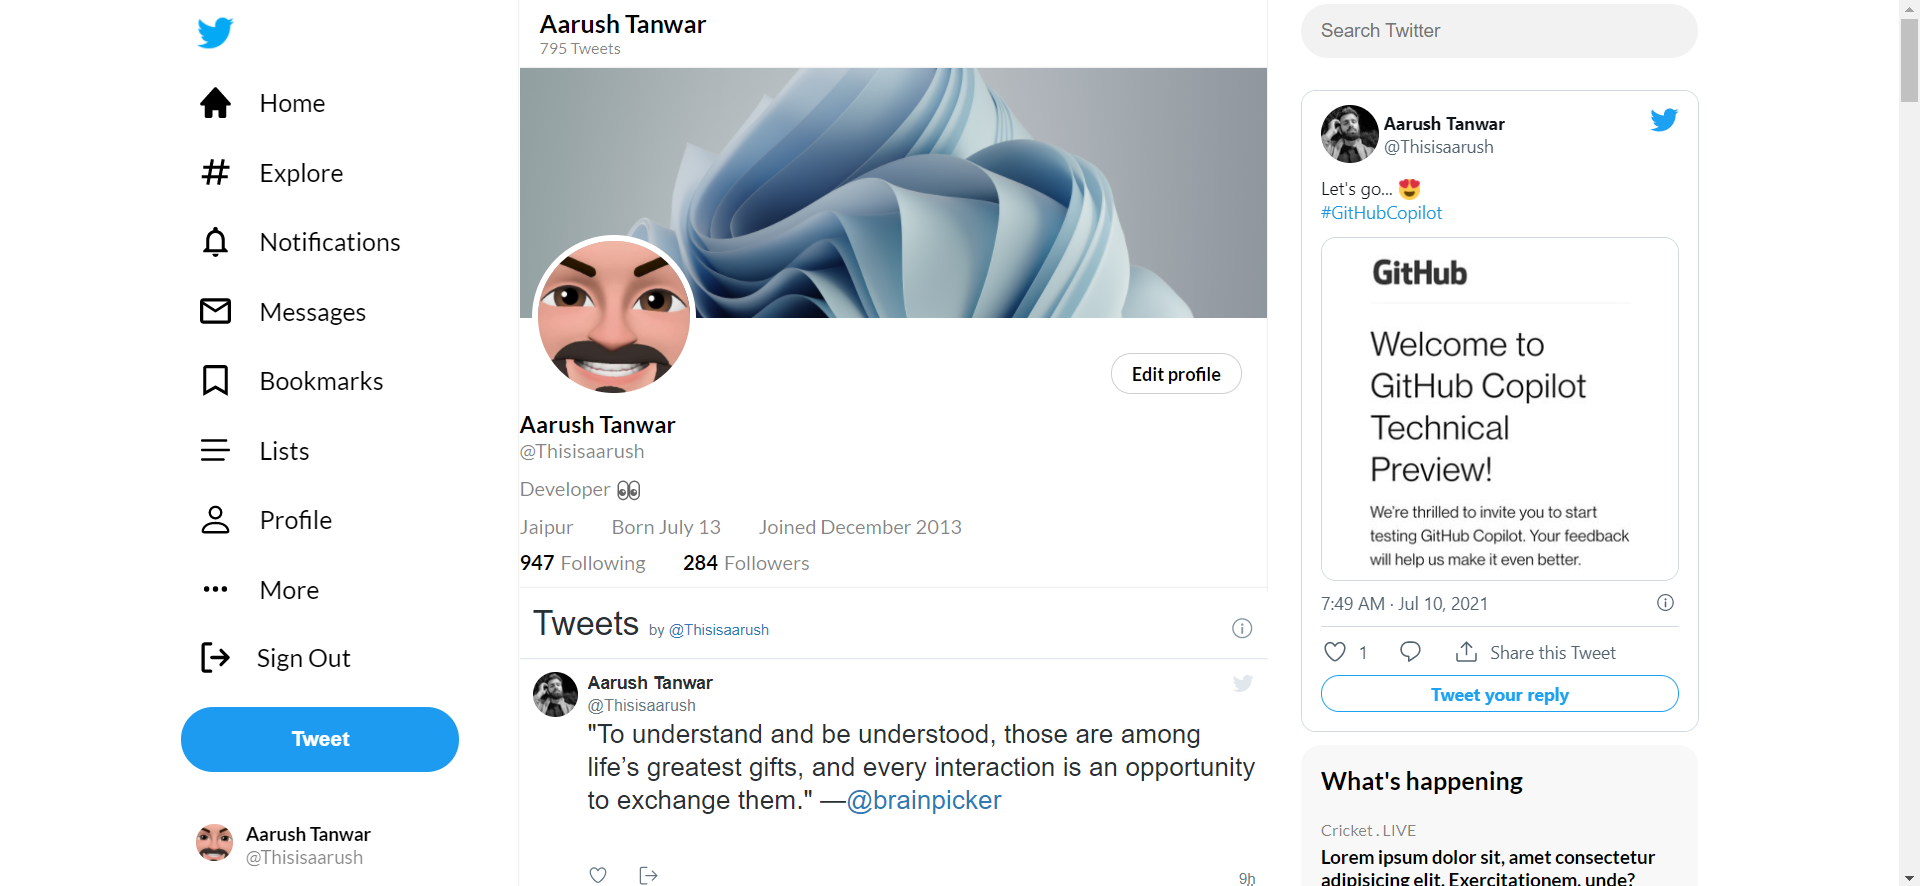 Home
Explore
Notifications
Messages
Bookmarks
Lists
Profile
More
Sign Out
Tweet
Aarush Tanwar
@Thisisaarush
Aarush Tanwar
795 Tweets
Edit profile
Aarush Tanwar
@Thisisaarush
Developer 👀
Jaipur Born July 13 Joined December 2013
947 Following 284 Followers
Tweets by @Thisisaarush
Aarush Tanwar
@Thisisaarush
"To understand and be understood, those are among
life’s greatest gifts, and every interaction is an opportunity
to exchange them." —@brainpicker
9h
Search Twitter
Aarush Tanwar
@Thisisaarush
Let's go... 😍
#GitHubCopilot
GitHub
Welcome to
GitHub Copilot
Technical
Preview!
We're thrilled to invite you to start
testing GitHub Copilot. Your feedback
will help us make it even better.
7:49 AM · Jul 10, 2021
1 Share this Tweet
Tweet your reply
What's happening
Cricket . LIVE
Lorem ipsum dolor sit, amet consectetur
adipisicing elit. Exercitationem, unde?